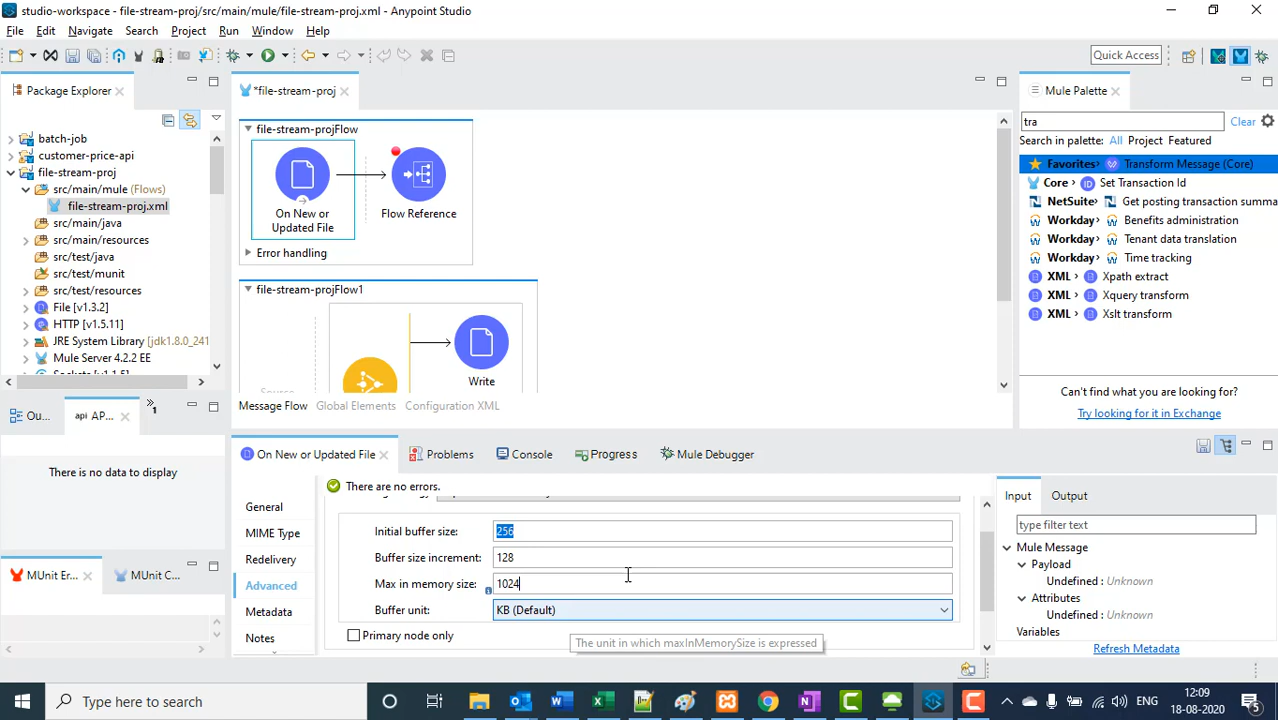 studio-workspace - file-stream-proj/src/main/mule/file-stream-proj.xml - Anypoint Studio
File Edit Navigate Search Project Run Window Help
Quick Access
Package Explorer
*file-stream-proj
Mule Palette
batch-job
customer-price-api
file-stream-proj
src/main/mule (Flows)
file-stream-proj.xml
src/main/java
src/main/resources
src/test/java
src/test/munit
src/test/resources
File [v1.3.2]
HTTP [v1.5.11]
JRE System Library [jdk1.8.0_241
Mule Server 4.2.2 EE
file-stream-projFlow
On New or
Updated File
Flow Reference
Error handling
file-stream-projFlow1
Source
Write
Message Flow Global Elements Configuration XML
tra
Clear
Search in palette: All Project Featured
Favorites> Transform Message (Core)
Core> Set Transaction Id
NetSuite> Get posting transaction summa
Workday> Benefits administration
Workday> Tenant data translation
Workday> Time tracking
XML> Xpath extract
XML> Xquery transform
XML> Xslt transform
Can't find what you are looking for?
Try looking for it in Exchange
Ou... api AP... 1
There is no data to display
MUnit Er... MUnit C...
On New or Updated File Problems Console Progress Mule Debugger
There are no errors.
General
MIME Type
Redelivery
Advanced
Metadata
Notes
Initial buffer size: 256
Buffer size increment: 128
Max in memory size: 1024
Buffer unit: KB (Default)
Primary node only
The unit in which maxInMemorySize is expressed
Input Output
type filter text
Mule Message
Payload
Undefined : Unknown
Attributes
Undefined : Unknown
Variables
Refresh Metadata
Type here to search
ENG
12:09
18-08-2020
5